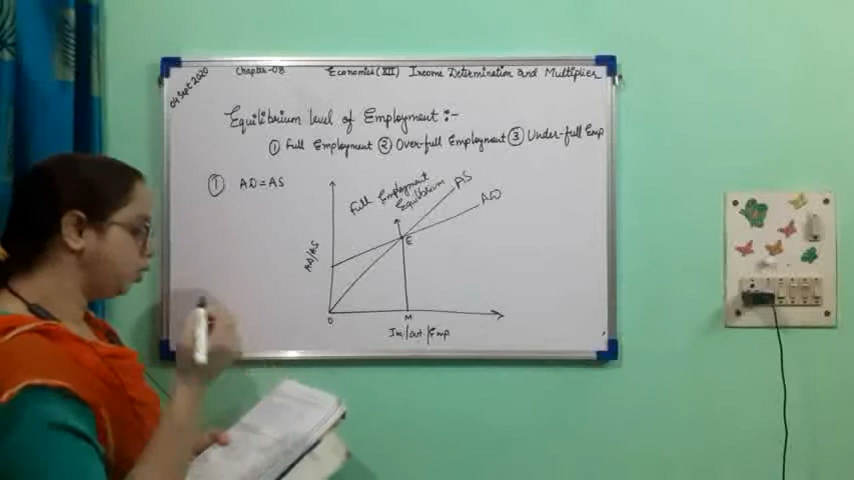 04 Sept 2020
Chapter-08 Economics(XII) Income Determination and Multiplier
Equilibrium level of Employment :-
① Full Employment ② Over-full Employment ③ Under-full Emp
① AD=AS
Full Employment
Equilibrium
AS
AD
E
AD/AS
O
M
In/out/Emp